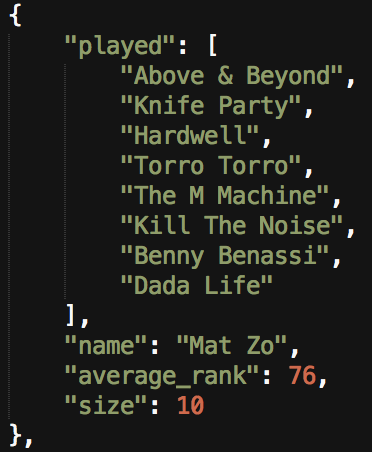 {
    "played": [
        "Above & Beyond",
        "Knife Party",
        "Hardwell",
        "Torro Torro",
        "The M Machine",
        "Kill The Noise",
        "Benny Benassi",
        "Dada Life"
    ],
    "name": "Mat Zo",
    "average_rank": 76,
    "size": 10
},